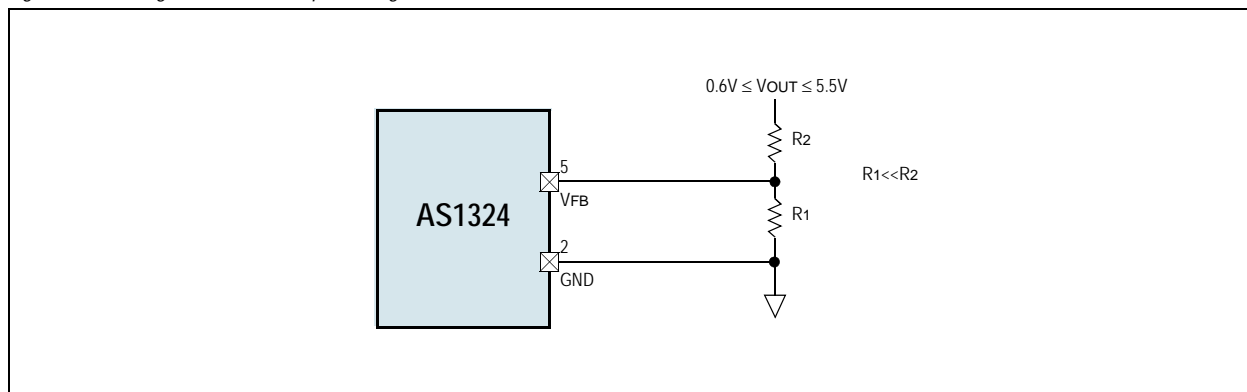 0.6V ≤ VOUT ≤ 5.5V
R2
5
R1<<R2
VFB
AS1324
R1
2
GND